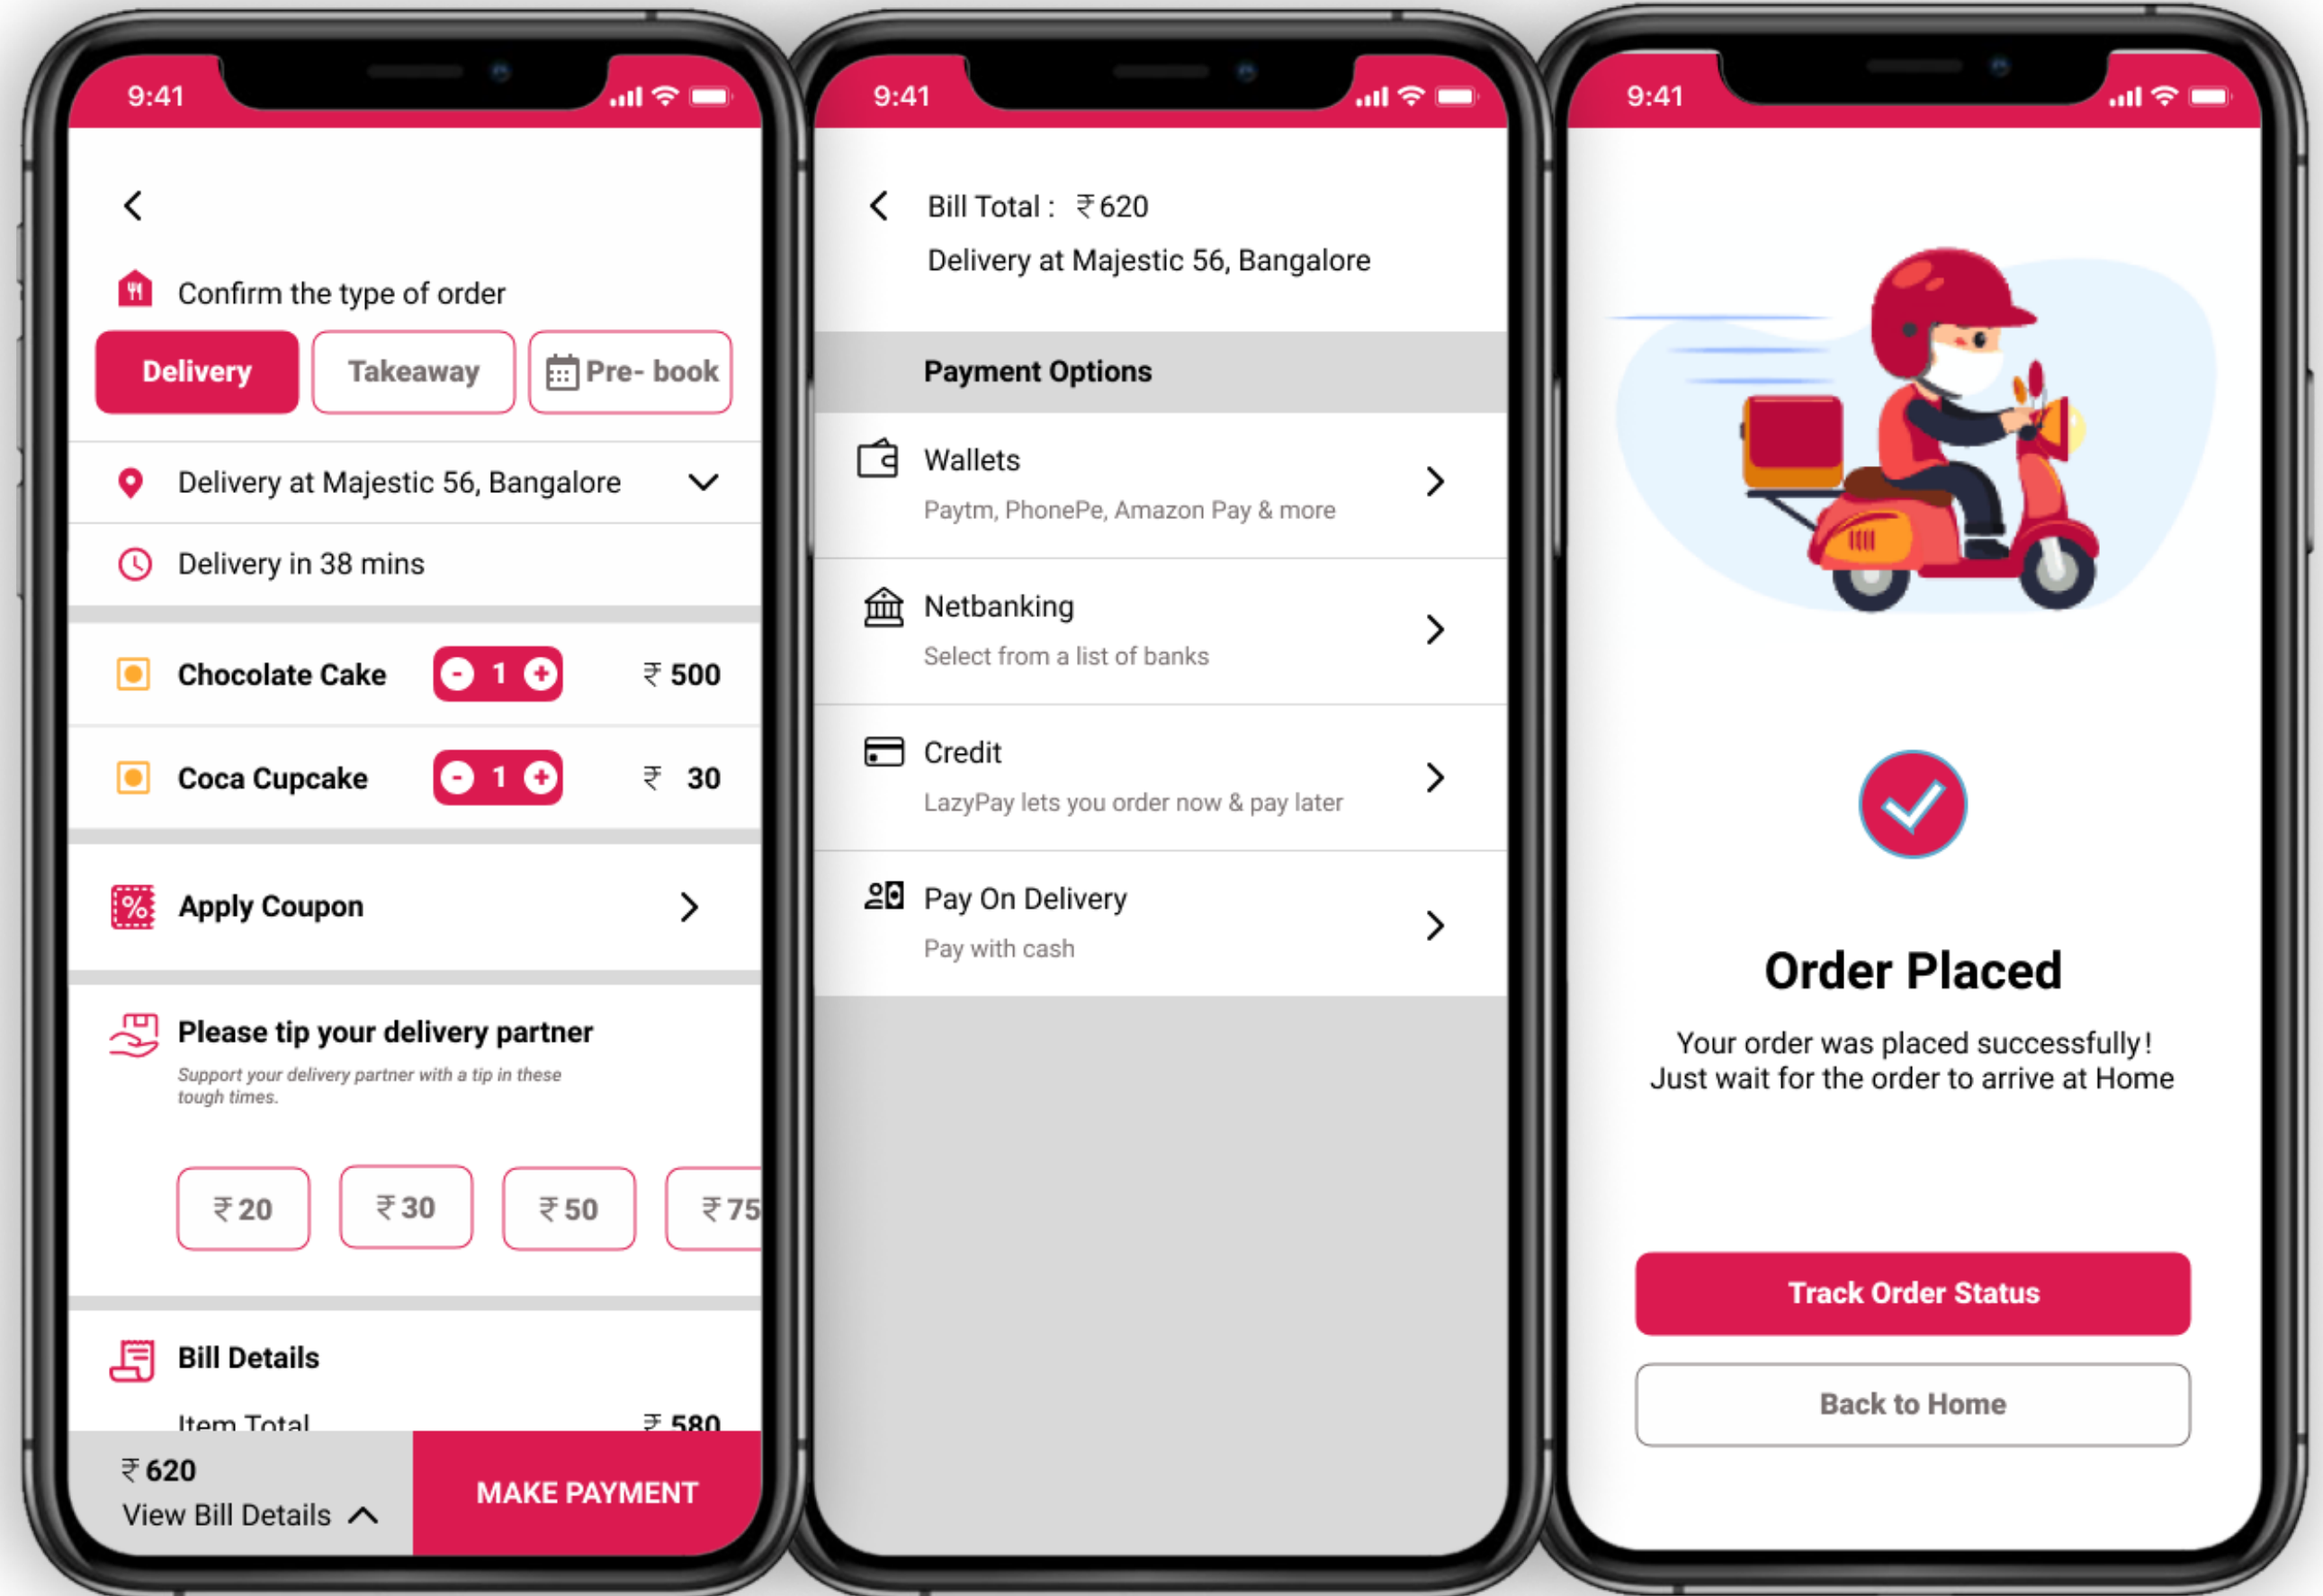 9:41
Confirm the type of order
Delivery
Takeaway
Pre- book
Delivery at Majestic 56, Bangalore
Delivery in 38 mins
Chocolate Cake - 1 + ₹ 500
Coca Cupcake - 1 + ₹ 30
% Apply Coupon
Please tip your delivery partner
Support your delivery partner with a tip in these
tough times.
₹ 20 ₹ 30 ₹ 50 ₹ 75
Bill Details
Item Total ₹ 580
₹ 620
View Bill Details
MAKE PAYMENT
9:41
Bill Total : ₹ 620
Delivery at Majestic 56, Bangalore
Payment Options
Wallets
Paytm, PhonePe, Amazon Pay & more
Netbanking
Select from a list of banks
Credit
LazyPay lets you order now & pay later
Pay On Delivery
Pay with cash
9:41
Order Placed
Your order was placed successfully!
Just wait for the order to arrive at Home
Track Order Status
Back to Home